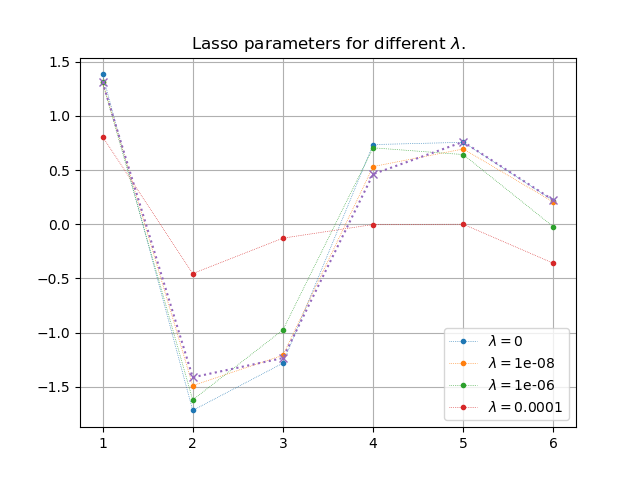 Lasso parameters for different λ.
1.5
1.0
0.5
0.0
−0.5
−1.0
−1.5
1 2 3 4 5 6
λ = 0
λ = 1e-08
λ = 1e-06
λ = 0.0001